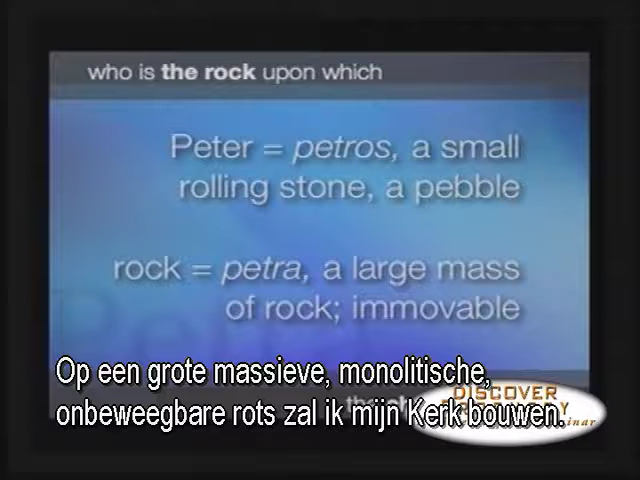 who is the rock upon which
Peter = petros, a small
rolling stone, a pebble
rock = petra, a large mass
of rock; immovable
Op een grote massieve, monolitische,
onbeweegbare rots zal ik mijn Kerk bouwen.
DISCOVER